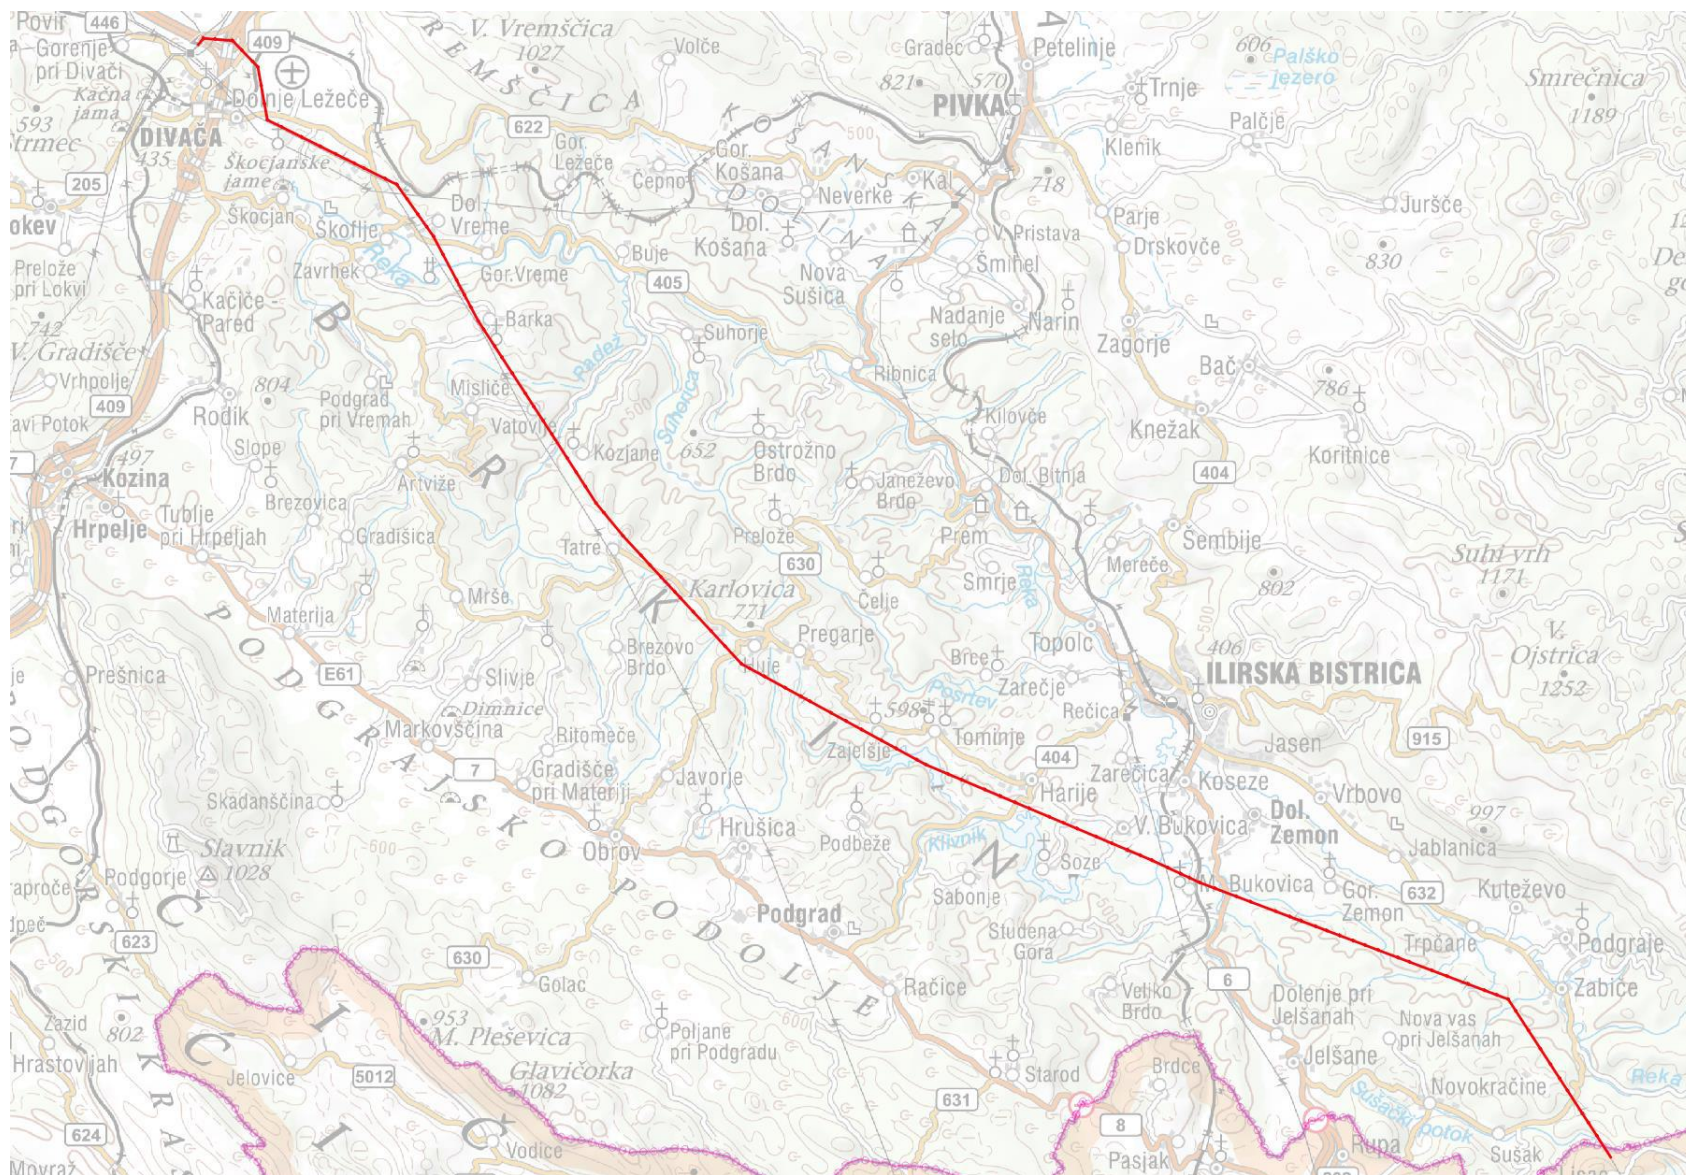 Povir
446
Gorenje
pri Divači
409
Kačna
jama
593
DIVAČA
435
Dolnje Ležeče
Škocjanske
jame
205
Škocjan
Škoflje
Zavrhek
Reka
V. Vremščica
1027
Volče
622
Gor.
Ležeče
Čepno
Gor.
Košana
Dol.
Vreme
Gor.Vreme
Buje
405
Dol.
Košana
Neverke
Nova
Sušica
Kal
Gradec
821
570
PIVKA
Petelinje
606
Palško
jezero
Trnje
Klenik
Palčje
Smrečnica
1189
718
Parje
Drskovče
Juršče
830
V. Pristava
Šmihel
Nadanje
selo
Narin
Zagorje
Bač
786
Knežak
Koritnice
404
Prelože
pri Lokvi
742
V. Gradišče
Vrhpolje
409
Kačiče -
Pared
804
Rodik
Podgrad
pri Vremah
B
R
K
I
N
I
Barka
Misliče
Vatovlje
Kozjane
Radež
Suhorje
Suhorica
652
Ostrožno
Brdo
Ribnica
Kilovče
Janeževo
Brdo
Dol. Bitnja
Prelože
Prem
630
Smrje
Čelje
Reka
Mereče
Šembije
802
Suhi vrh
1171
V.
Ojstrica
1252
497
Kozina
Hrpelje
Slope
Brezovica
Artviže
Tublje
pri Hrpeljah
Gradišica
Tatre
Mrše
Materija
E61
Karlovica
771
Huje
Pregarje
Brezovo
Brdo
Brce
Topolc
Zarečje
Posrtev
Rečica
406
ILIRSKA BISTRICA
Jasen
915
Prešnica
Slivje
Dimnice
Markovščina
Ritomeče
7
Gradišče
pri Materiji
Javorje
598
Zajelšje
Tominje
404
Harije
Zarečica
Koseze
Vrbovo
997
Dol.
Zemon
V. Bukovica
Jablanica
Skadanščina
Slavnik
1028
Podgorje
Obrov
Hrušica
Podbeže
Klivnik
Soze
Sabonje
M. Bukovica
Gor.
Zemon
632
Kuteževo
Trpčane
Podgraje
Zabiče
623
630
Golac
Podgrad
Studena
Gora
Račice
Veliko
Brdo
6
Dolenje pri
Jelšanah
Nova vas
pri Jelšanah
Zazid
802
Hrastovljah
953
M. Pleševica
Glavičorka
1082
Poljane
pri Podgradu
Jelovice
5012
624
Movraž
Vodice
631
Starod
Brdce
Jelšane
Novokračine
Sušački potok
Reka
8
Pasjak
Rupa
Sušak